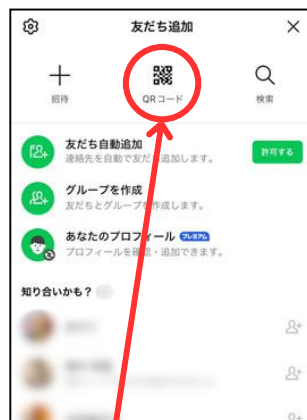 友だち追加
招待
QRコード
検索
友だち自動追加
連絡先を自動で友だち追加します。
許可する
グループを作成
友だちとグループを作成します。
あなたのプロフィール プレミアム
プロフィールを確認・追加できます。
知り合いかも？